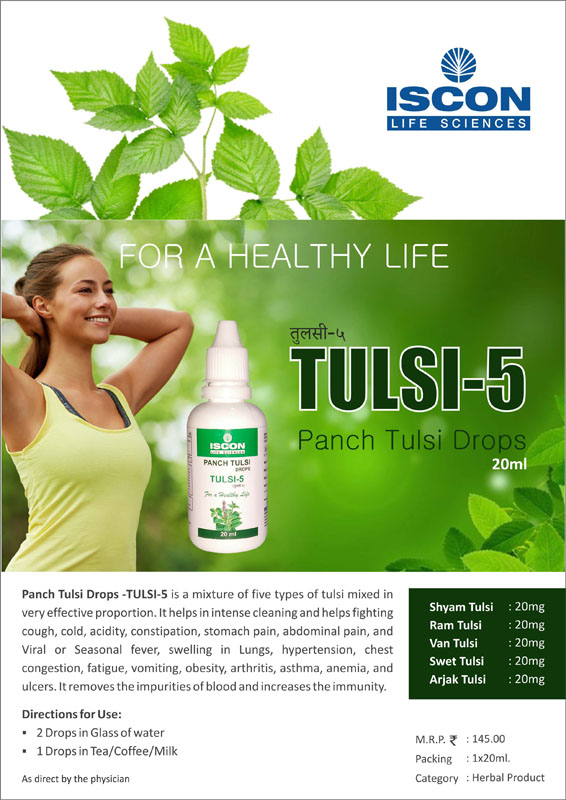 ISCON
LIFE SCIENCES
FOR A HEALTHY LIFE
तुलसी-५
TULSI-5
Panch Tulsi Drops
20ml
ISCON
LIFE SCIENCES
PANCH TULSI
DROPS
TULSI-5
For a Healthy Life
20 ml
Panch Tulsi Drops -TULSI-5 is a mixture of five types of tulsi mixed in
very effective proportion. It helps in intense cleaning and helps fighting
cough, cold, acidity, constipation, stomach pain, abdominal pain, and
Viral or Seasonal fever, swelling in Lungs, hypertension, chest
congestion, fatigue, vomiting, obesity, arthritis, asthma, anemia, and
ulcers. It removes the impurities of blood and increases the immunity.
Directions for Use:
▪ 2 Drops in Glass of water
▪ 1 Drops in Tea/Coffee/Milk
As direct by the physician
Shyam Tulsi : 20mg
Ram Tulsi : 20mg
Van Tulsi : 20mg
Swet Tulsi : 20mg
Arjak Tulsi : 20mg
M.R.P. ₹ : 145.00
Packing : 1x20ml.
Category : Herbal Product